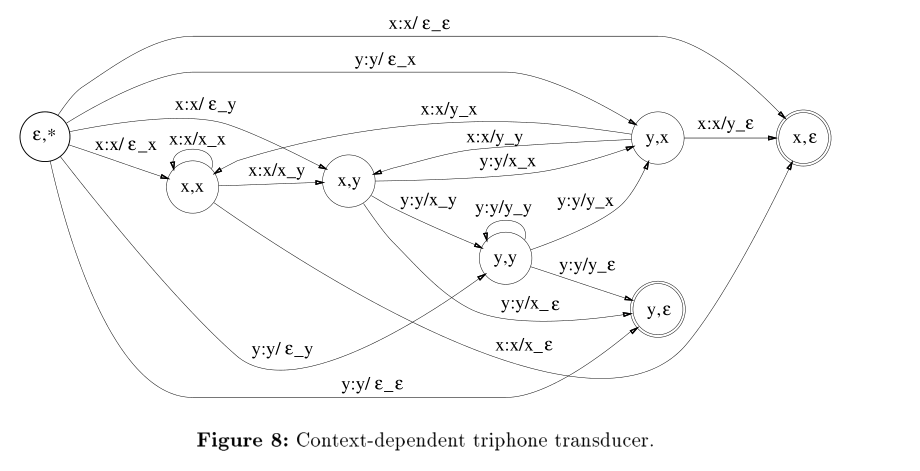 x:x/ ε_ε
y:y/ ε_x
x:x/ ε_y
x:x/y_x
ε,*
x:x/ ε_x
x:x/x_x
x:x/y_y
y,x
x:x/y_ε
x,ε
y:y/x_x
x,x
x:x/x_y
x,y
y:y/x_y
y:y/y_y
y:y/y_x
y,y
y:y/y_ε
y:y/x_ε
y,ε
y:y/ ε_y
x:x/x_ε
y:y/ ε_ε
Figure 8: Context-dependent triphone transducer.